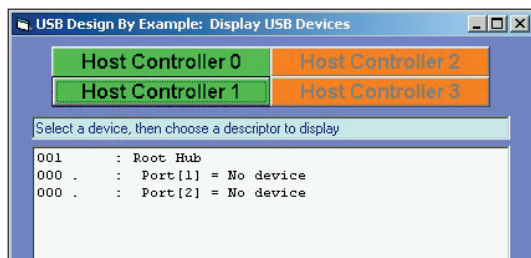 USB Design By Example: Display USB Devices
Host Controller 0 Host Controller 2
Host Controller 1 Host Controller 3
Select a device, then choose a descriptor to display
001 : Root Hub
000 . : Port[1] = No device
000 . : Port[2] = No device